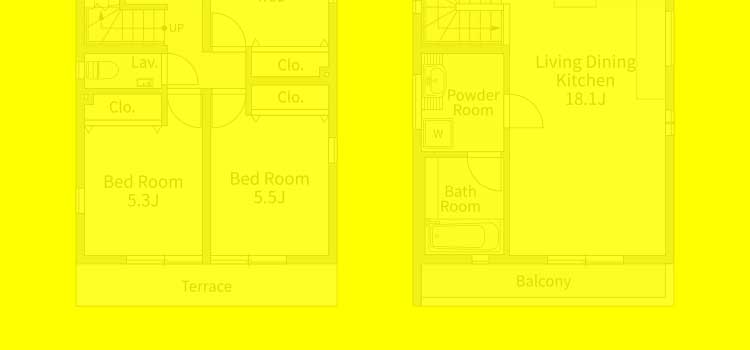 UP
Lav.
Clo.
Clo.
Clo.
Bed Room
5.3J
Bed Room
5.5J
Terrace
Living Dining
Kitchen
18.1J
Powder
Room
W
Bath
Room
Balcony